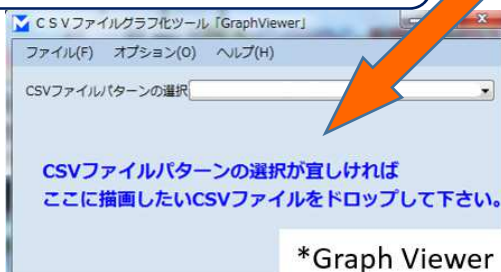 CSVファイルグラフ化ツール「GraphViewer」
ファイル(F) オプション(O) ヘルプ(H)
CSVファイルパターンの選択
CSVファイルパターンの選択が宜しければ
ここに描画したいCSVファイルをドロップして下さい。
*Graph Viewer